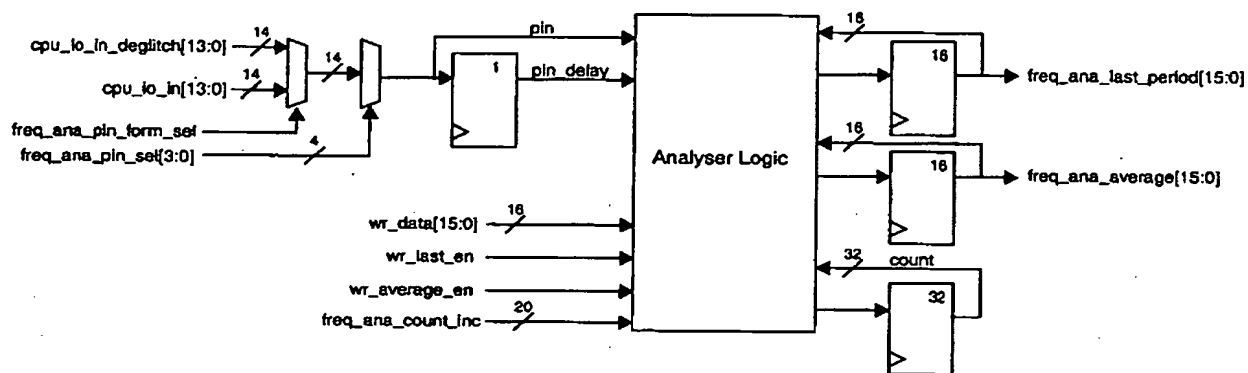 cpu_io_in_deglitch[13:0]
14
cpu_io_in[13:0]
14
14
freq_ana_pin_form_sel
freq_ana_pin_sel[3:0]
4
pin
1
pin_delay
Analyser Logic
wr_data[15:0]
16
wr_last_en
wr_average_en
freq_ana_count_inc
20
16
16
freq_ana_last_period[15:0]
16
16
freq_ana_average[15:0]
32
count
32